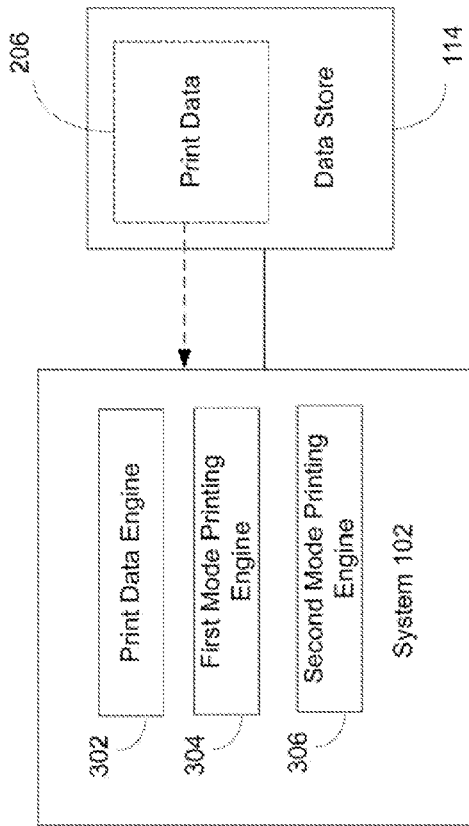 302
Print Data Engine
304
First Mode Printing
Engine
306
Second Mode Printing
Engine
System 102
206
Print Data
Data Store
114